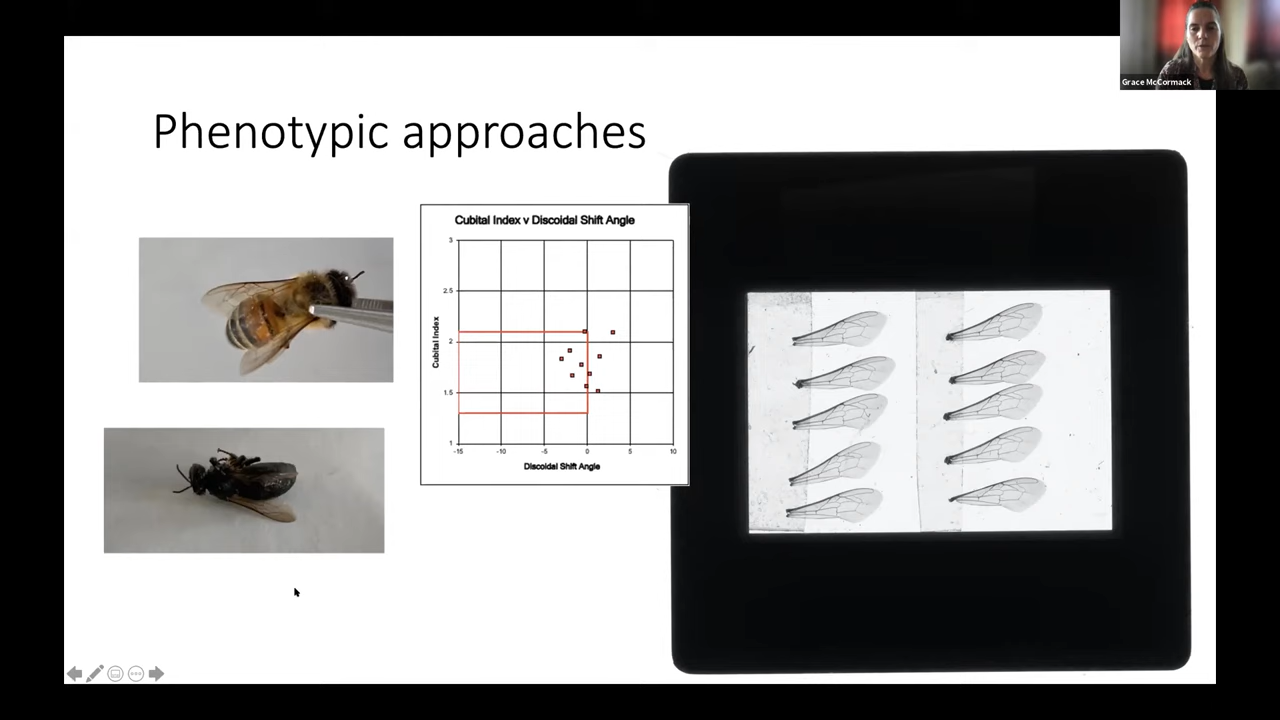 Grace McCormack
Phenotypic approaches
Cubital Index v Discoidal Shift Angle
Cubital Index
3
2.5
2
1.5
1
-15 -10 -5 0 5 10
Discoidal Shift Angle